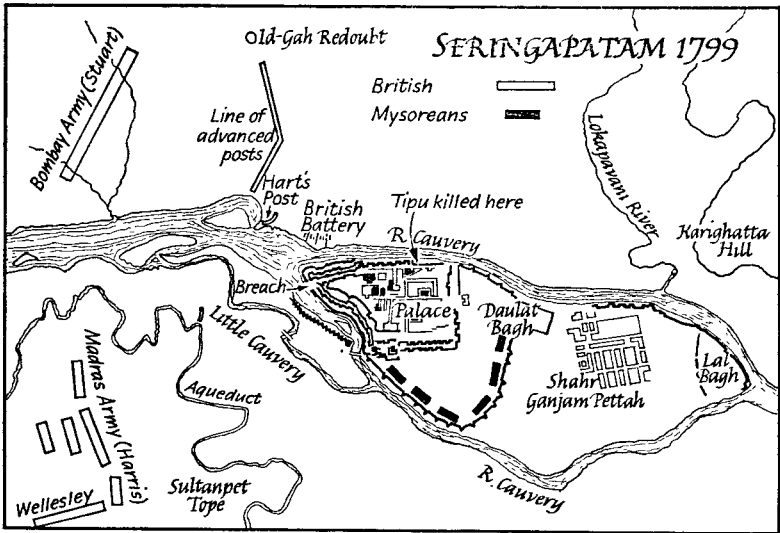 Id-Gah Redoubt
SERINGAPATAM 1799
British
Mysoreans
Bombay Army (Stuart)
Line of
advanced
posts
Hart's
Post
British
Battery
Tipu killed here
R. Cauvery
Lokapavani River
Karighatta
Hill
Breach
Palace
Daulat
Bagh
Little Cauvery
Shahr
Ganjam Pettah
Lal
Bagh
Madras Army (Harris)
Aqueduct
Wellesley
Sultanpet
Tope
R. Cauvery